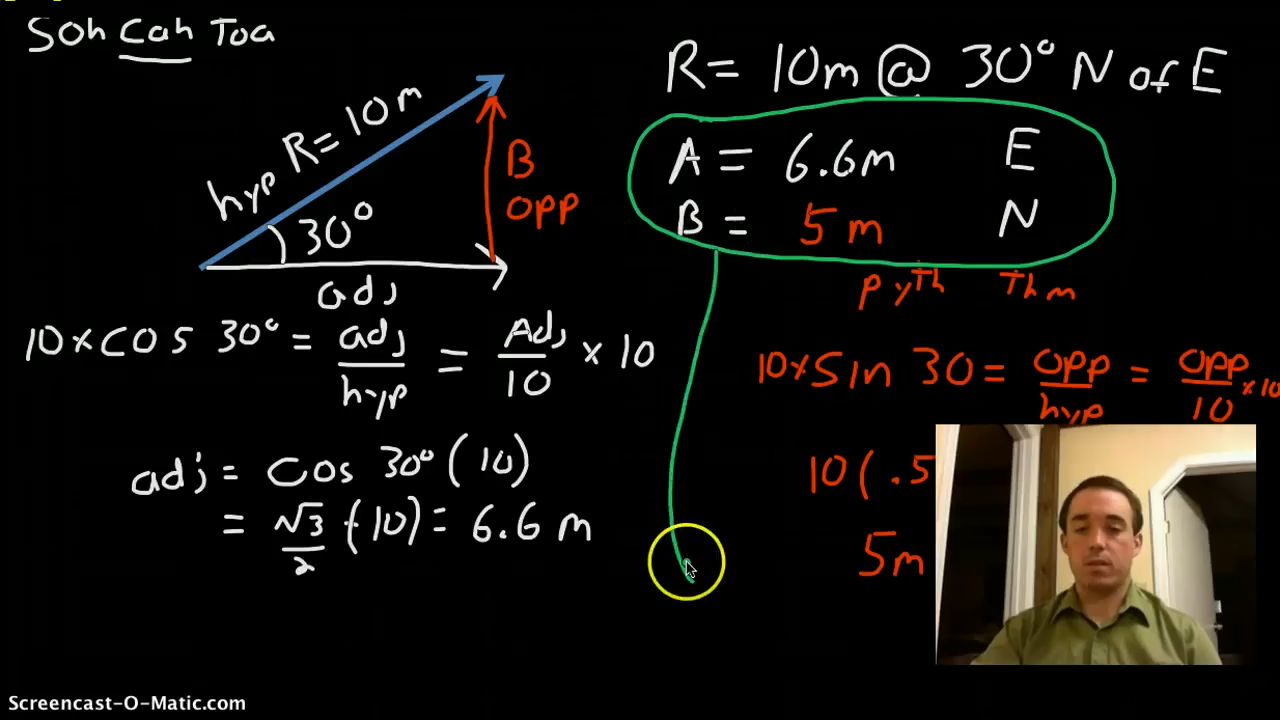 Soh Cah Toa
R = 10m @ 30° N of E
hyp R = 10 m
A = 6.6m E
B = 5 m N
B
opp
30°
adj
pyth Thm
10 x cos 30° = adj/hyp = Adj/10 x 10
10 x Sin 30 = opp/hyp = opp/10 x 10
adj = Cos 30° (10)
= √3/2 (10) = 6.6 m
10 ( .5
5m
Screencast-O-Matic.com